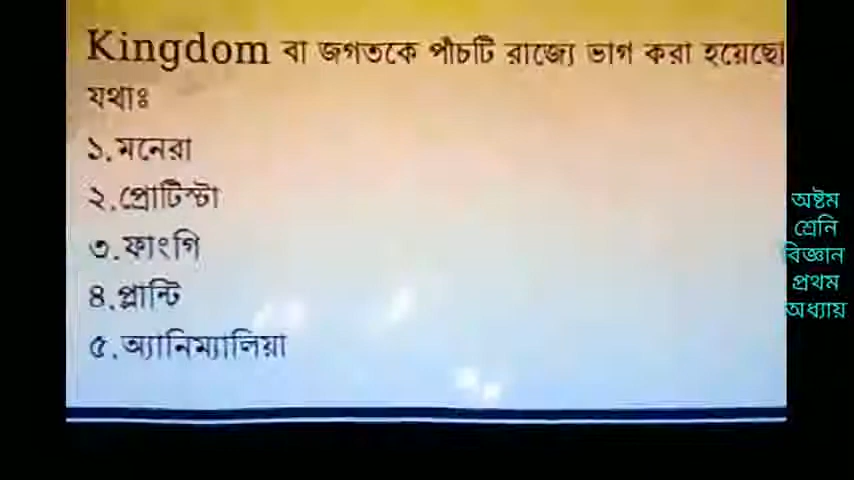 Kingdom বা জগতকে পাঁচটি রাজ্যে ভাগ করা হয়েছে।
যথাঃ
১.মনেরা
২.প্রোটিস্টা
৩.ফাংগি
৪.প্লান্টি
৫.অ্যানিম্যালিয়া
অষ্টম
শ্রেনি
বিজ্ঞান
প্রথম
অধ্যায়